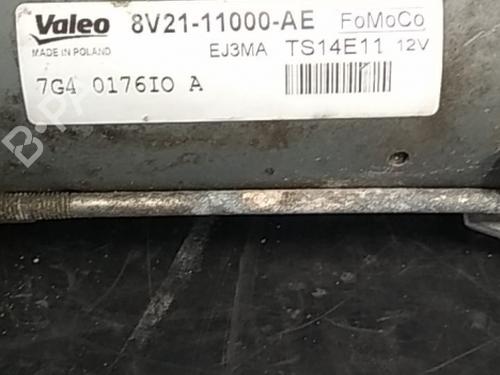 Valeo 8V21-11000-AE FoMoCo
MADE IN POLAND EJ3MA TS14E11 12V
7G4 0176IO A